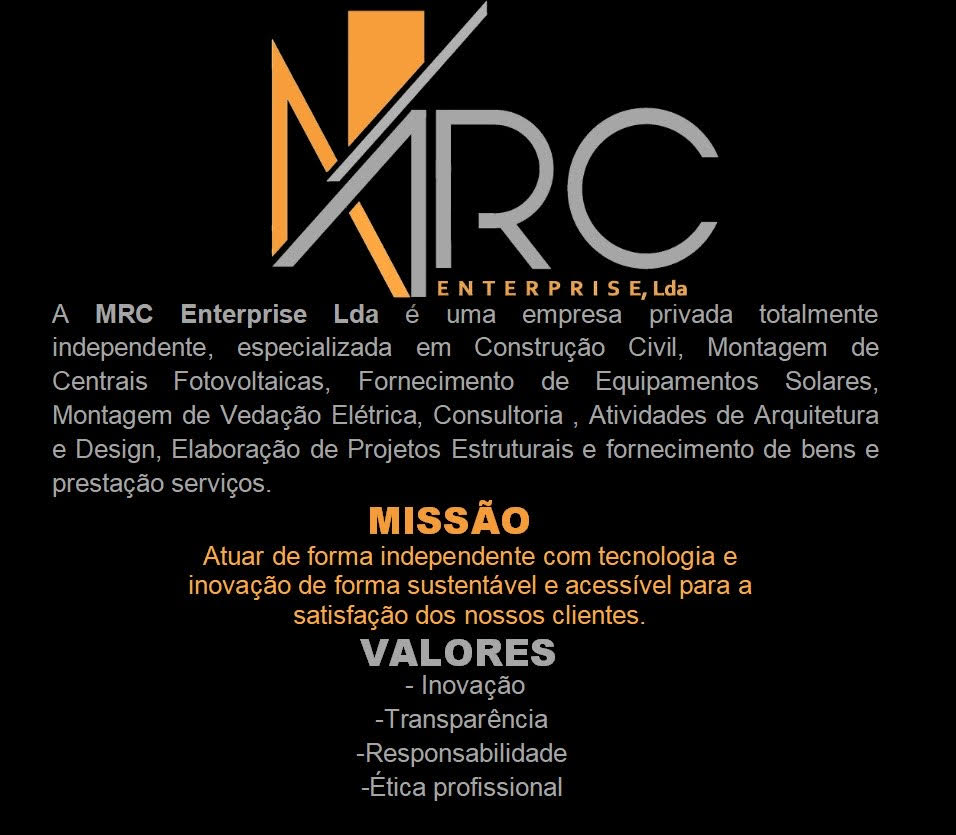 MRC
ENTERPRISE, Lda
A MRC Enterprise Lda é uma empresa privada totalmente
independente, especializada em Construção Civil, Montagem de
Centrais Fotovoltaicas, Fornecimento de Equipamentos Solares,
Montagem de Vedação Elétrica, Consultoria , Atividades de Arquitetura
e Design, Elaboração de Projetos Estruturais e fornecimento de bens e
prestação serviços.
MISSÃO
Atuar de forma independente com tecnologia e
inovação de forma sustentável e acessível para a
satisfação dos nossos clientes.
VALORES
- Inovação
-Transparência
-Responsabilidade
-Ética profissional